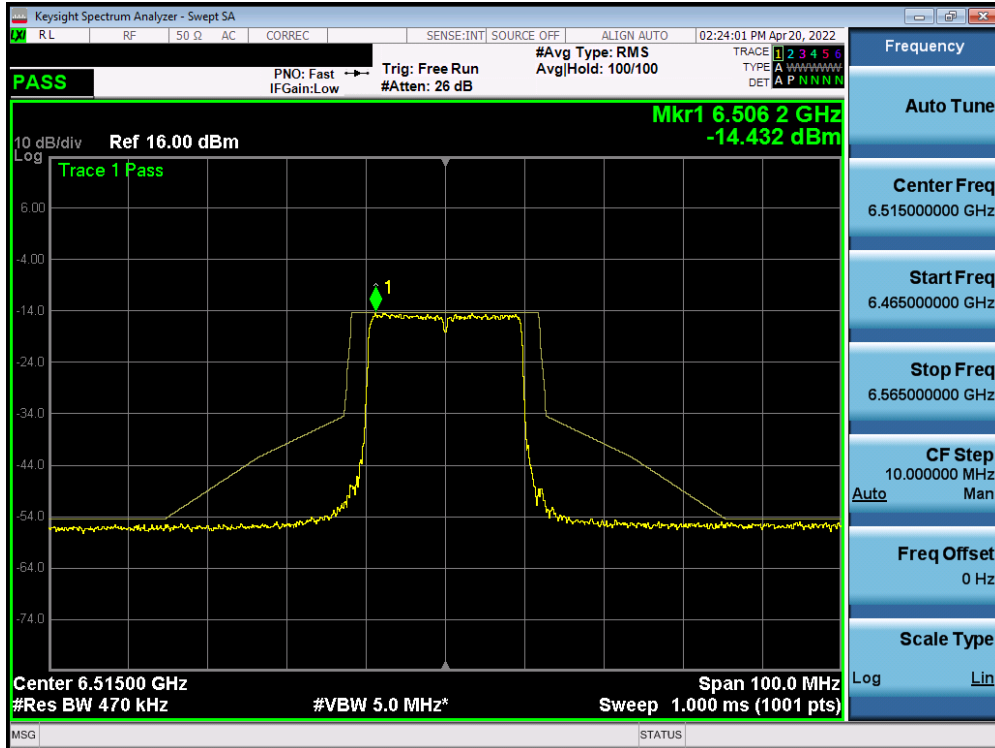 Keysight Spectrum Analyzer - Swept SA
LXI RL RF 50 Ω AC CORREC SENSE:INT SOURCE OFF ALIGN AUTO 02:24:01 PM Apr 20, 2022
#Avg Type: RMS TRACE 1 2 3 4 5 6
PNO: Fast Trig: Free Run Avg|Hold: 100/100 TYPE A WWWWW
PASS IFGain:Low #Atten: 26 dB DET A P N N N N
Mkr1 6.506 2 GHz
10 dB/div Ref 16.00 dBm -14.432 dBm
Log
Trace 1 Pass
6.00
-4.00
1
-14.0
-24.0
-34.0
-44.0
-54.0
-64.0
-74.0
Center 6.51500 GHz Span 100.0 MHz
#Res BW 470 kHz #VBW 5.0 MHz* Sweep 1.000 ms (1001 pts)
MSG STATUS
Frequency
Auto Tune
Center Freq
6.515000000 GHz
Start Freq
6.465000000 GHz
Stop Freq
6.565000000 GHz
CF Step
10.000000 MHz
Auto Man
Freq Offset
0 Hz
Scale Type
Log Lin